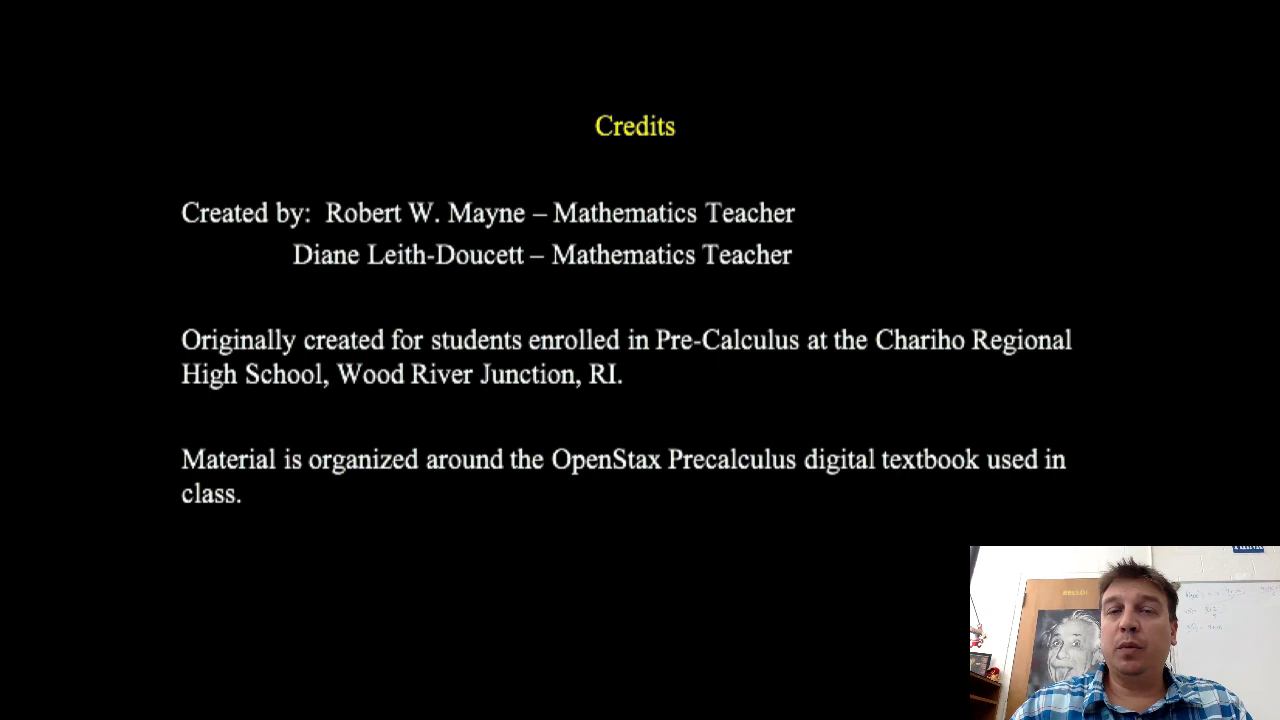 Credits
Created by: Robert W. Mayne – Mathematics Teacher
Diane Leith-Doucett – Mathematics Teacher
Originally created for students enrolled in Pre-Calculus at the Chariho Regional
High School, Wood River Junction, RI.
Material is organized around the OpenStax Precalculus digital textbook used in
class.